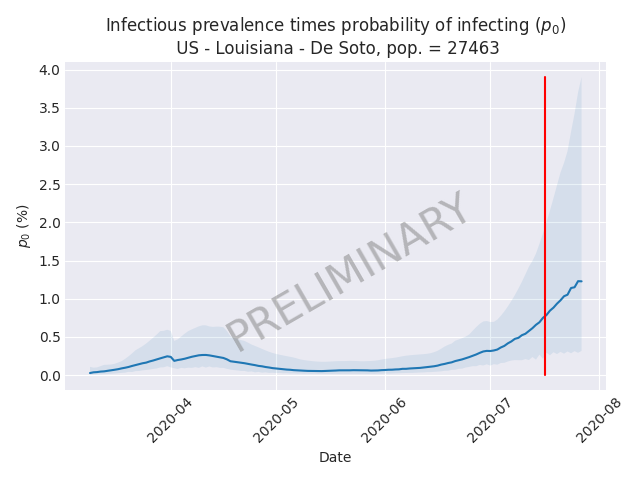 Infectious prevalence times probability of infecting (p₀)
US - Louisiana - De Soto, pop. = 27463
4.0
3.5
3.0
2.5
2.0
1.5
1.0
0.5
0.0
p₀ (%)
PRELIMINARY
2020-04
2020-05
2020-06
2020-07
2020-08
Date